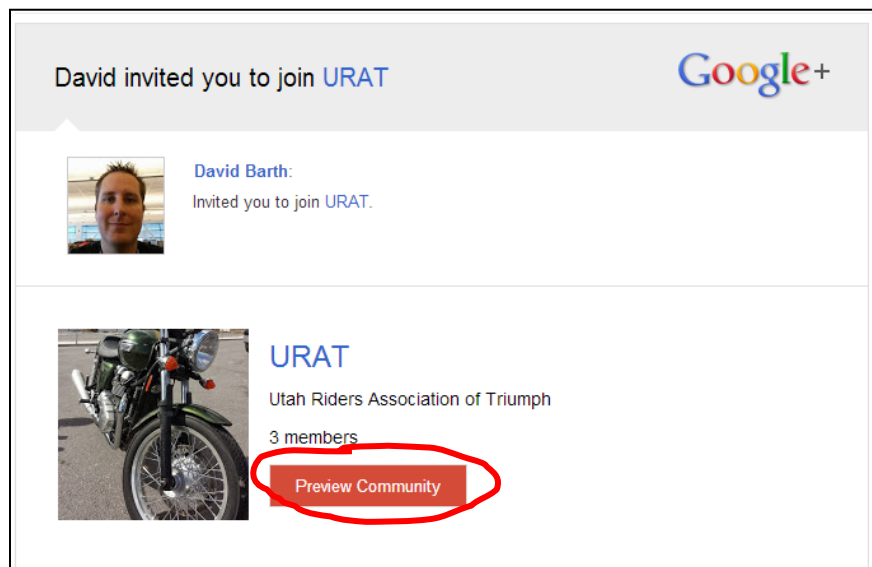 David invited you to join URAT
Google+
David Barth:
Invited you to join URAT.
URAT
Utah Riders Association of Triumph
3 members
Preview Community